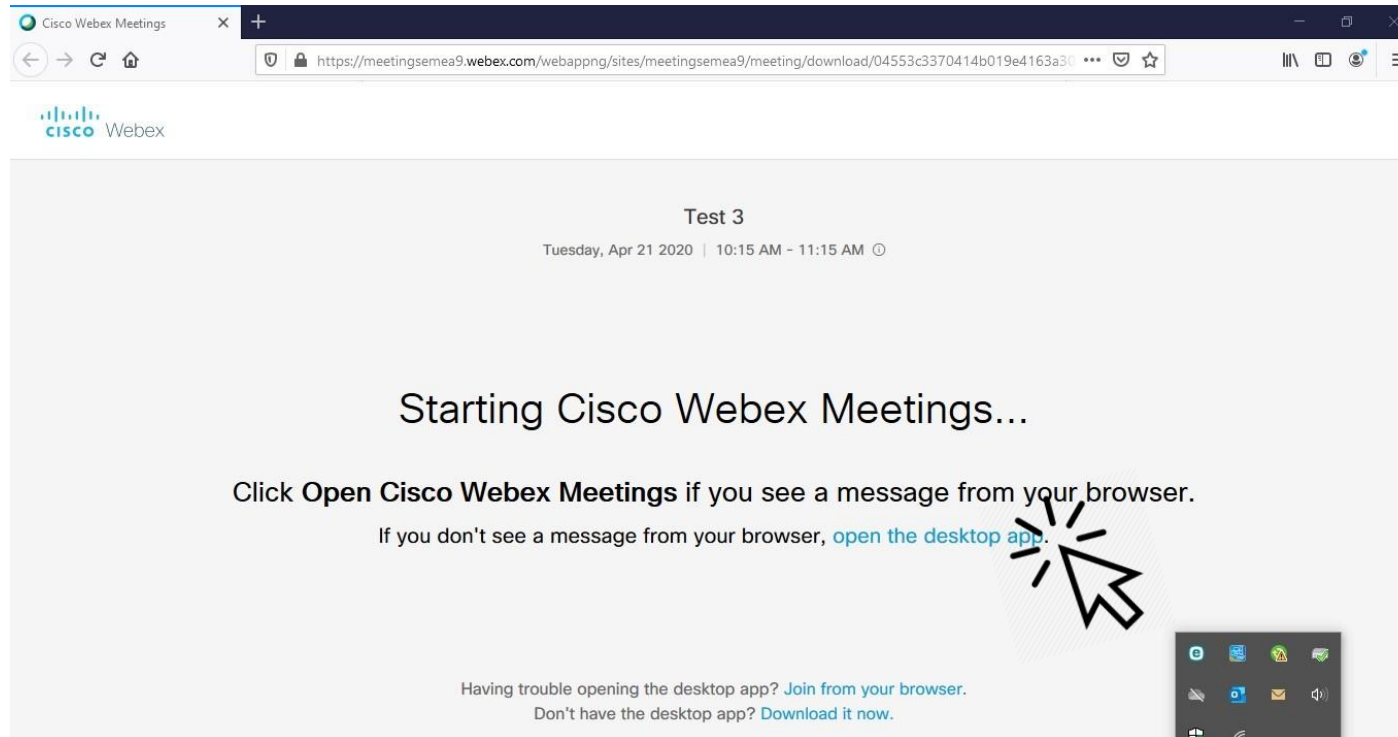 Cisco Webex Meetings
https://meetingsemea9.webex.com/webappng/sites/meetingsemea9/meeting/download/04553c3370414b019e4163a30
cisco Webex
Test 3
Tuesday, Apr 21 2020 | 10:15 AM - 11:15 AM
Starting Cisco Webex Meetings...
Click Open Cisco Webex Meetings if you see a message from your browser.
If you don't see a message from your browser, open the desktop app.
Having trouble opening the desktop app? Join from your browser.
Don't have the desktop app? Download it now.